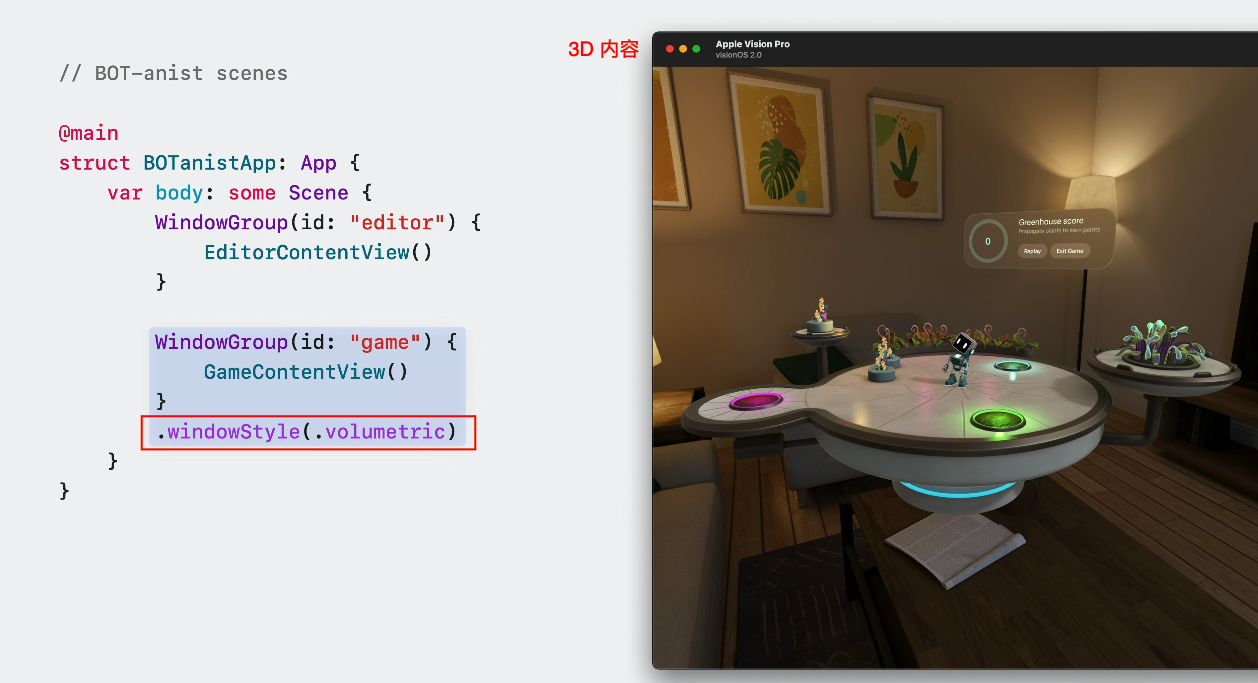 3D 内容
// BOT-anist scenes
@main
struct BOTanistApp: App {
var body: some Scene {
WindowGroup(id: "editor") {
EditorContentView()
}
WindowGroup(id: "game") {
GameContentView()
}
.windowStyle(.volumetric)
}
}
Apple Vision Pro
visionOS 2.0
Greenhouse score
Propagate plants to earn points
0
Replay
Exit Game